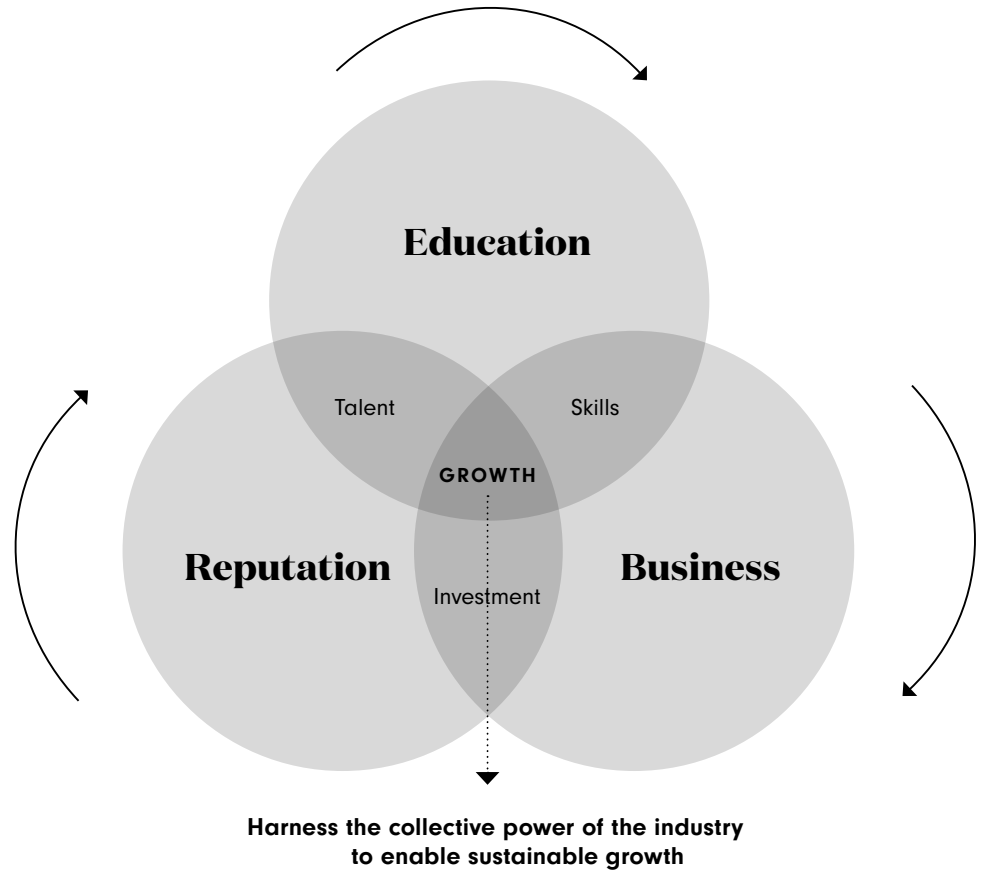 Education
Talent
Skills
GROWTH
Reputation
Business
Investment
Harness the collective power of the industry
to enable sustainable growth